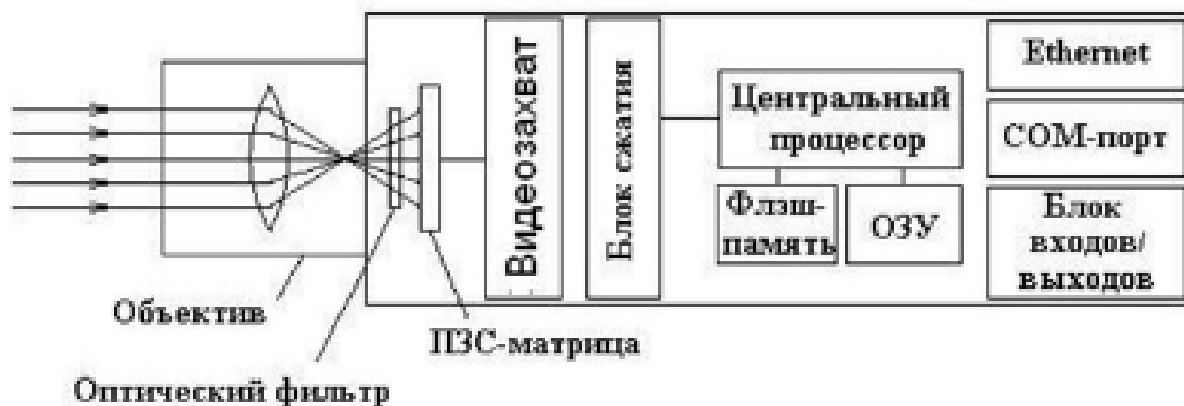 Ethernet
Видеозахват
Блок сжатия
Центральный
процессор
COM-порт
Флэш-
память
ОЗУ
Блок
входов/
выходов
Объектив
ПЗС-матрица
Оптический фильтр